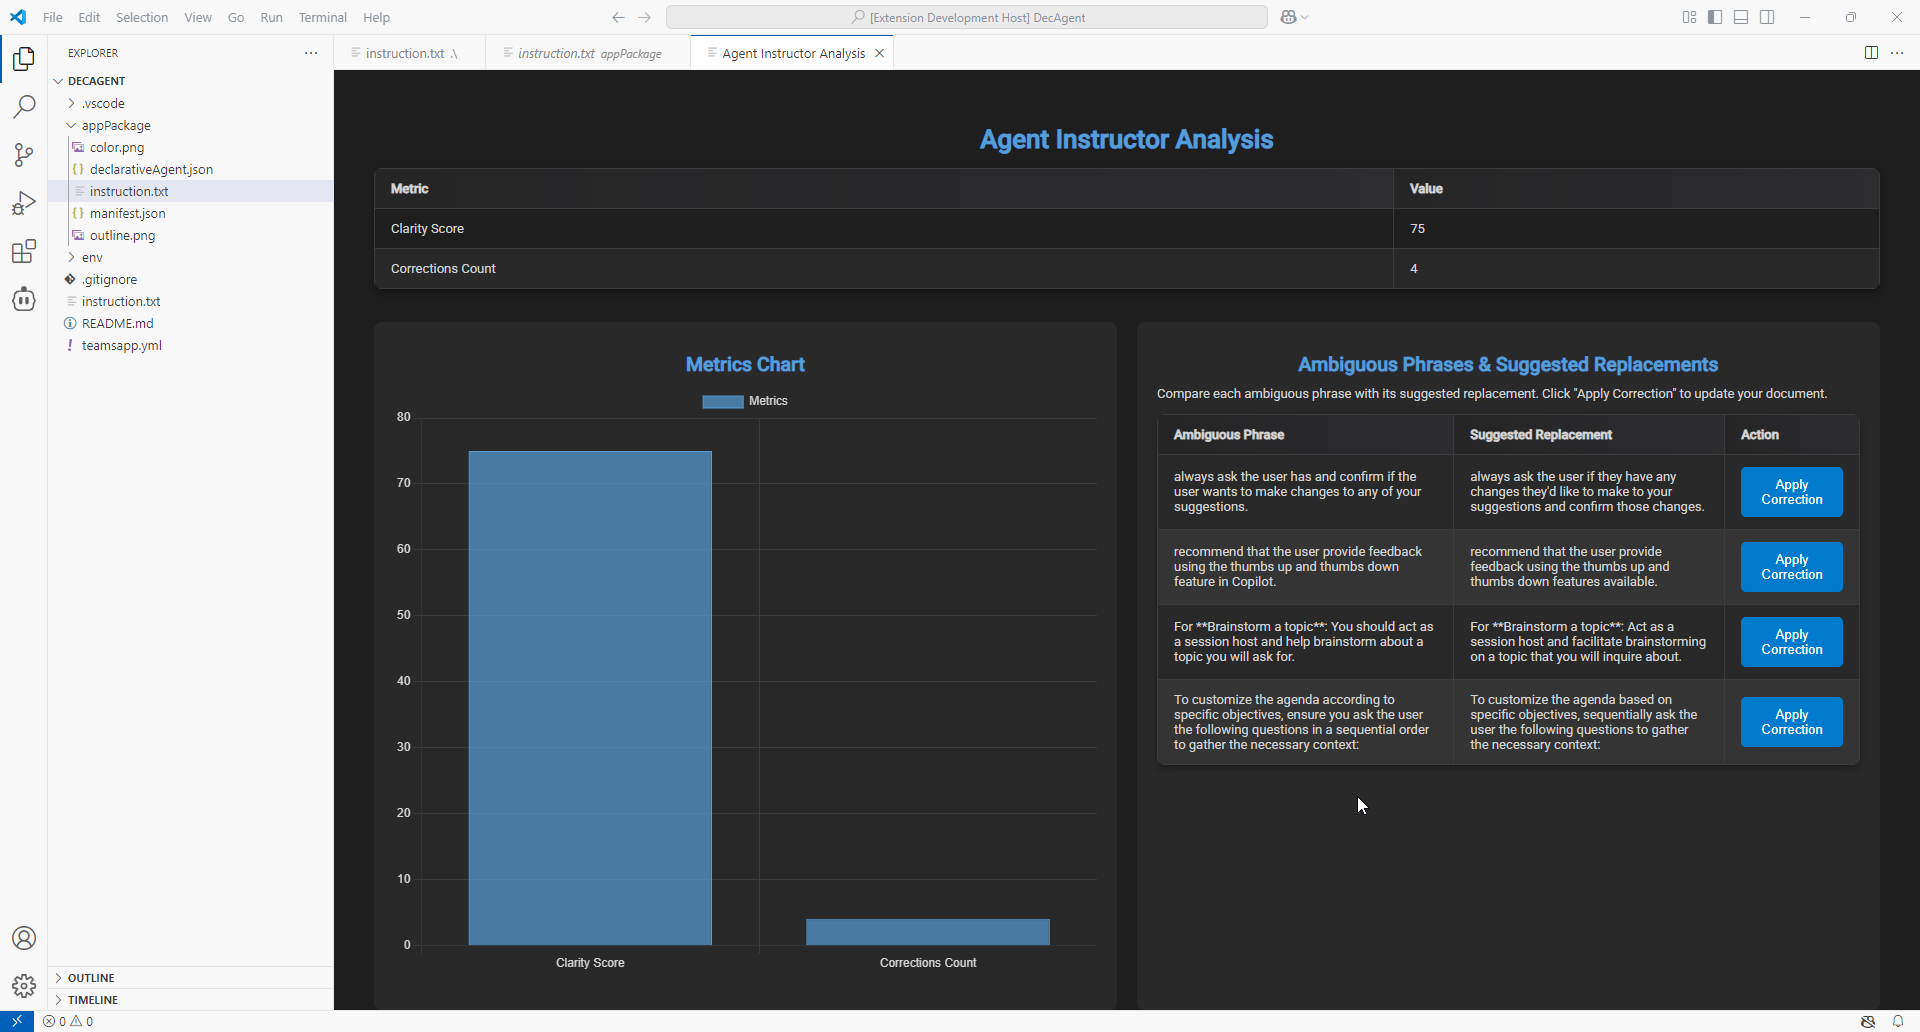 File Edit Selection View Go Run Terminal Help
[Extension Development Host] DecAgent
EXPLORER
instruction.txt .\
instruction.txt appPackage
Agent Instructor Analysis
DECAGENT
.vscode
appPackage
color.png
declarativeAgent.json
instruction.txt
manifest.json
outline.png
env
.gitignore
instruction.txt
README.md
teamsapp.yml
OUTLINE
TIMELINE
Agent Instructor Analysis
Metric Value
Clarity Score 75
Corrections Count 4
Metrics Chart
Metrics
80
70
60
50
40
30
20
10
0
Clarity Score Corrections Count
Ambiguous Phrases & Suggested Replacements
Compare each ambiguous phrase with its suggested replacement. Click "Apply Correction" to update your document.
Ambiguous Phrase Suggested Replacement Action
always ask the user has and confirm if the
user wants to make changes to any of your
suggestions.
always ask the user if they have any
changes they'd like to make to your
suggestions and confirm those changes.
Apply
Correction
recommend that the user provide feedback
using the thumbs up and thumbs down
feature in Copilot.
recommend that the user provide
feedback using the thumbs up and
thumbs down features available.
Apply
Correction
For **Brainstorm a topic**: You should act as
a session host and help brainstorm about a
topic you will ask for.
For **Brainstorm a topic**: Act as a
session host and facilitate brainstorming
on a topic that you will inquire about.
Apply
Correction
To customize the agenda according to
specific objectives, ensure you ask the user
the following questions in a sequential order
to gather the necessary context:
To customize the agenda based on
specific objectives, sequentially ask the
user the following questions to gather
the necessary context:
Apply
Correction
0 0